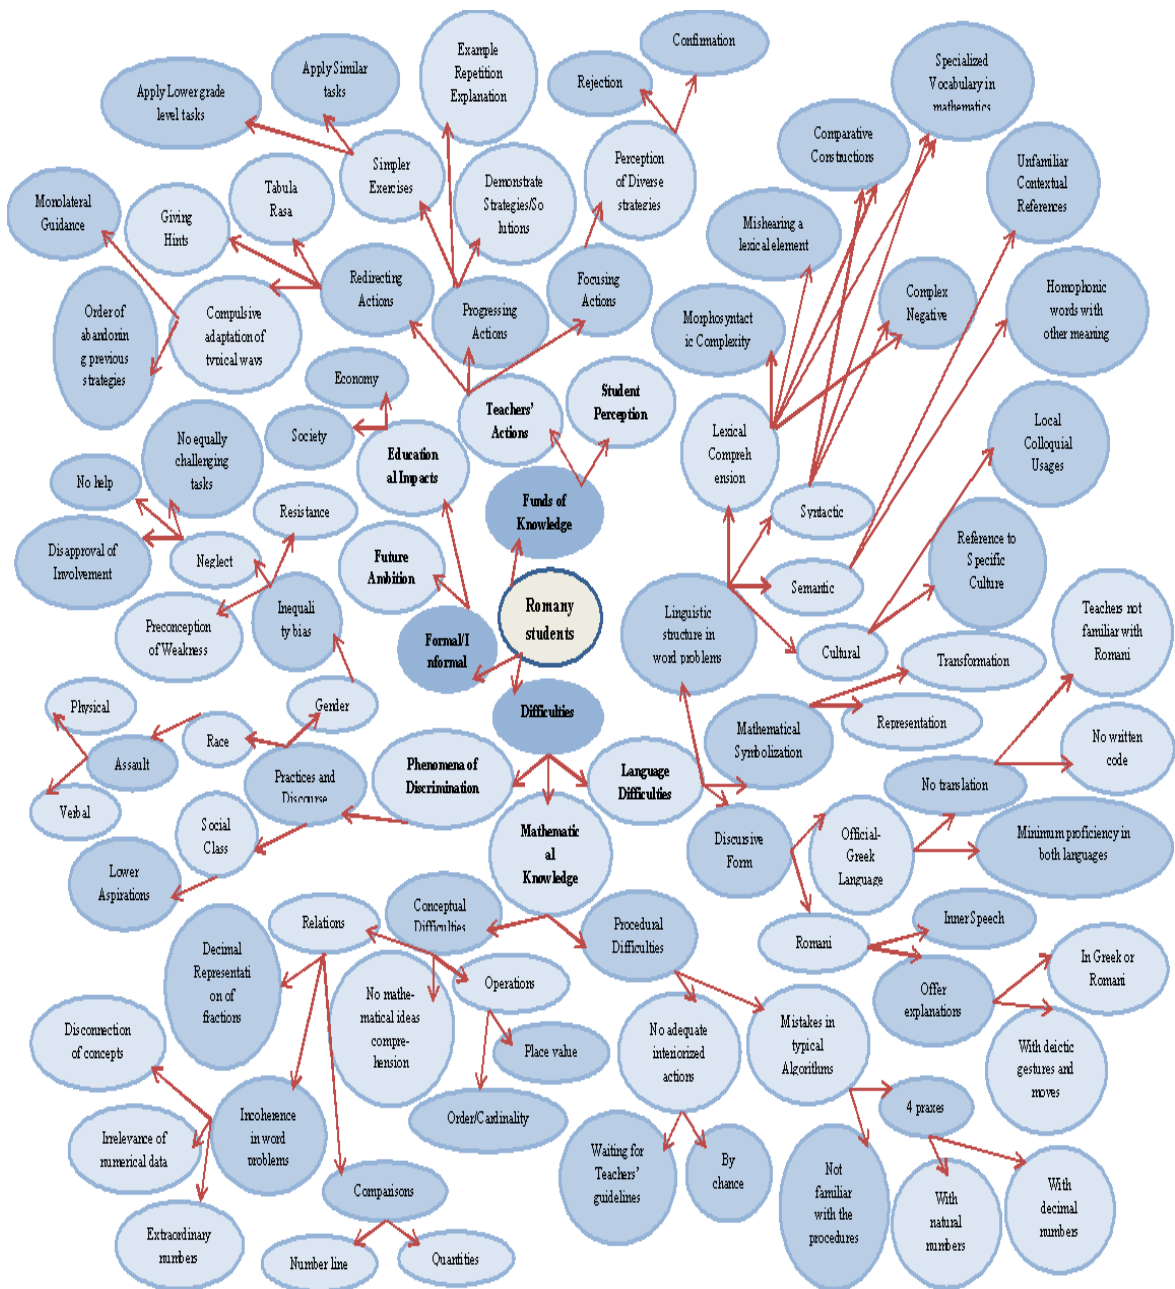 Example
Repetition
Explanation
Confirmation
Specialized
Vocabulary in
mathematics
Apply Similar
tasks
Apply Lower grade
level tasks
Rejection
Comparative
Constructions
Simpler
Exercises
Perception
of Diverse
strategies
Unfamiliar
Contextual
References
Tabula
Rasa
Demonstrate
Strategies/So
lutions
Monolateral
Guidance
Giving
Hints
Mishearing a
lexical element
Redirecting
Actions
Focusing
Actions
Progressing
Actions
Complex
Negative
Homophonic
words with
other meaning
Order of
abandonin
g previous
strategies
Compulsive
adaptation of
typical ways
Morphosyntact
ic Complexity
Economy
Student
Perception
Teachers'
Actions
Society
Education
al Impacts
Lexical
Compreh
ension
Local
Colloquial
Usages
No equally
challenging
tasks
No help
Funds of
Knowledge
Resistance
Syntactic
Disapproval of
Involvement
Neglect
Future
Ambition
Reference to
Specific
Culture
Semantic
Romany
students
Inequali
ty bias
Preconception
of Weakness
Linguistic
structure in
word problems
Teachers not
familiar with
Romani
Formal/I
nformal
Cultural
Transformation
Physical
Gender
Difficulties
Race
Mathematical
Symbolization
Representation
No written
code
Assault
Practices and
Discourse
Phenomena of
Discrimination
Language
Difficulties
No translation
Verbal
Social
Class
Mathematic
al
Knowledge
Discursive
Form
Official-
Greek
Language
Minimum proficiency in
both languages
Lower
Aspirations
Conceptual
Difficulties
Relations
Procedural
Difficulties
Inner Speech
Romani
Decimal
Representati
on of
fractions
Operations
In Greek or
Romani
No mathe-
matical ideas
compre-
hension
Offer
explanations
Disconnection
of concepts
No adequate
interiorized
actions
Mistakes in
typical
Algorithms
Place value
With deictic
gestures and
moves
4 praxes
Order/Cardinality
Irrelevance of
numerical data
Incoherence
in word
problems
Waiting for
Teachers'
guidelines
By
chance
Not
familiar
with the
procedures
With
natural
numbers
With
decimal
numbers
Comparisons
Extraordinary
numbers
Number line
Quantities